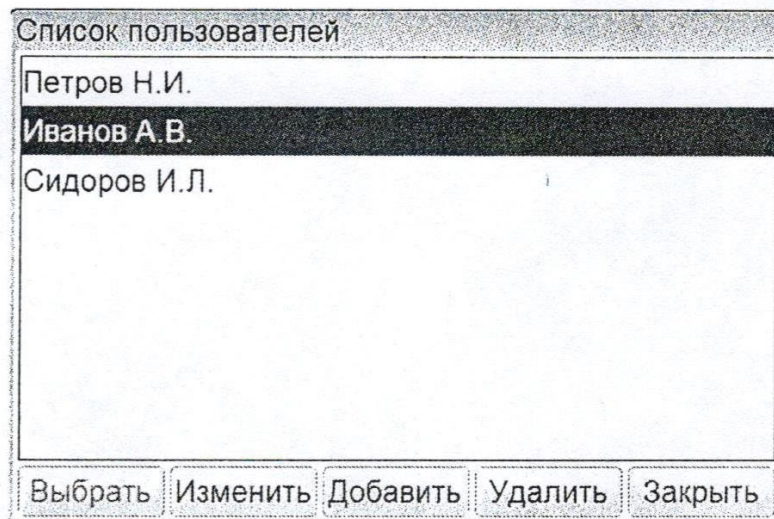 Список пользователей
Петров Н.И.
Иванов А.В.
Сидоров И.Л.
Выбрать Изменить Добавить Удалить Закрыть